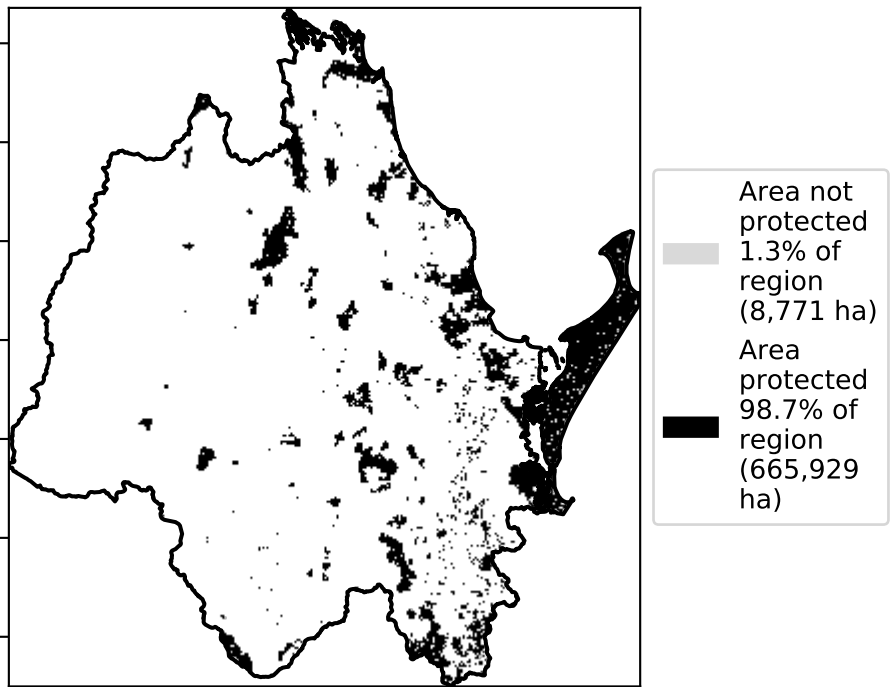 Area not
protected
1.3% of
region
(8,771 ha)
Area
protected
98.7% of
region
(665,929
ha)